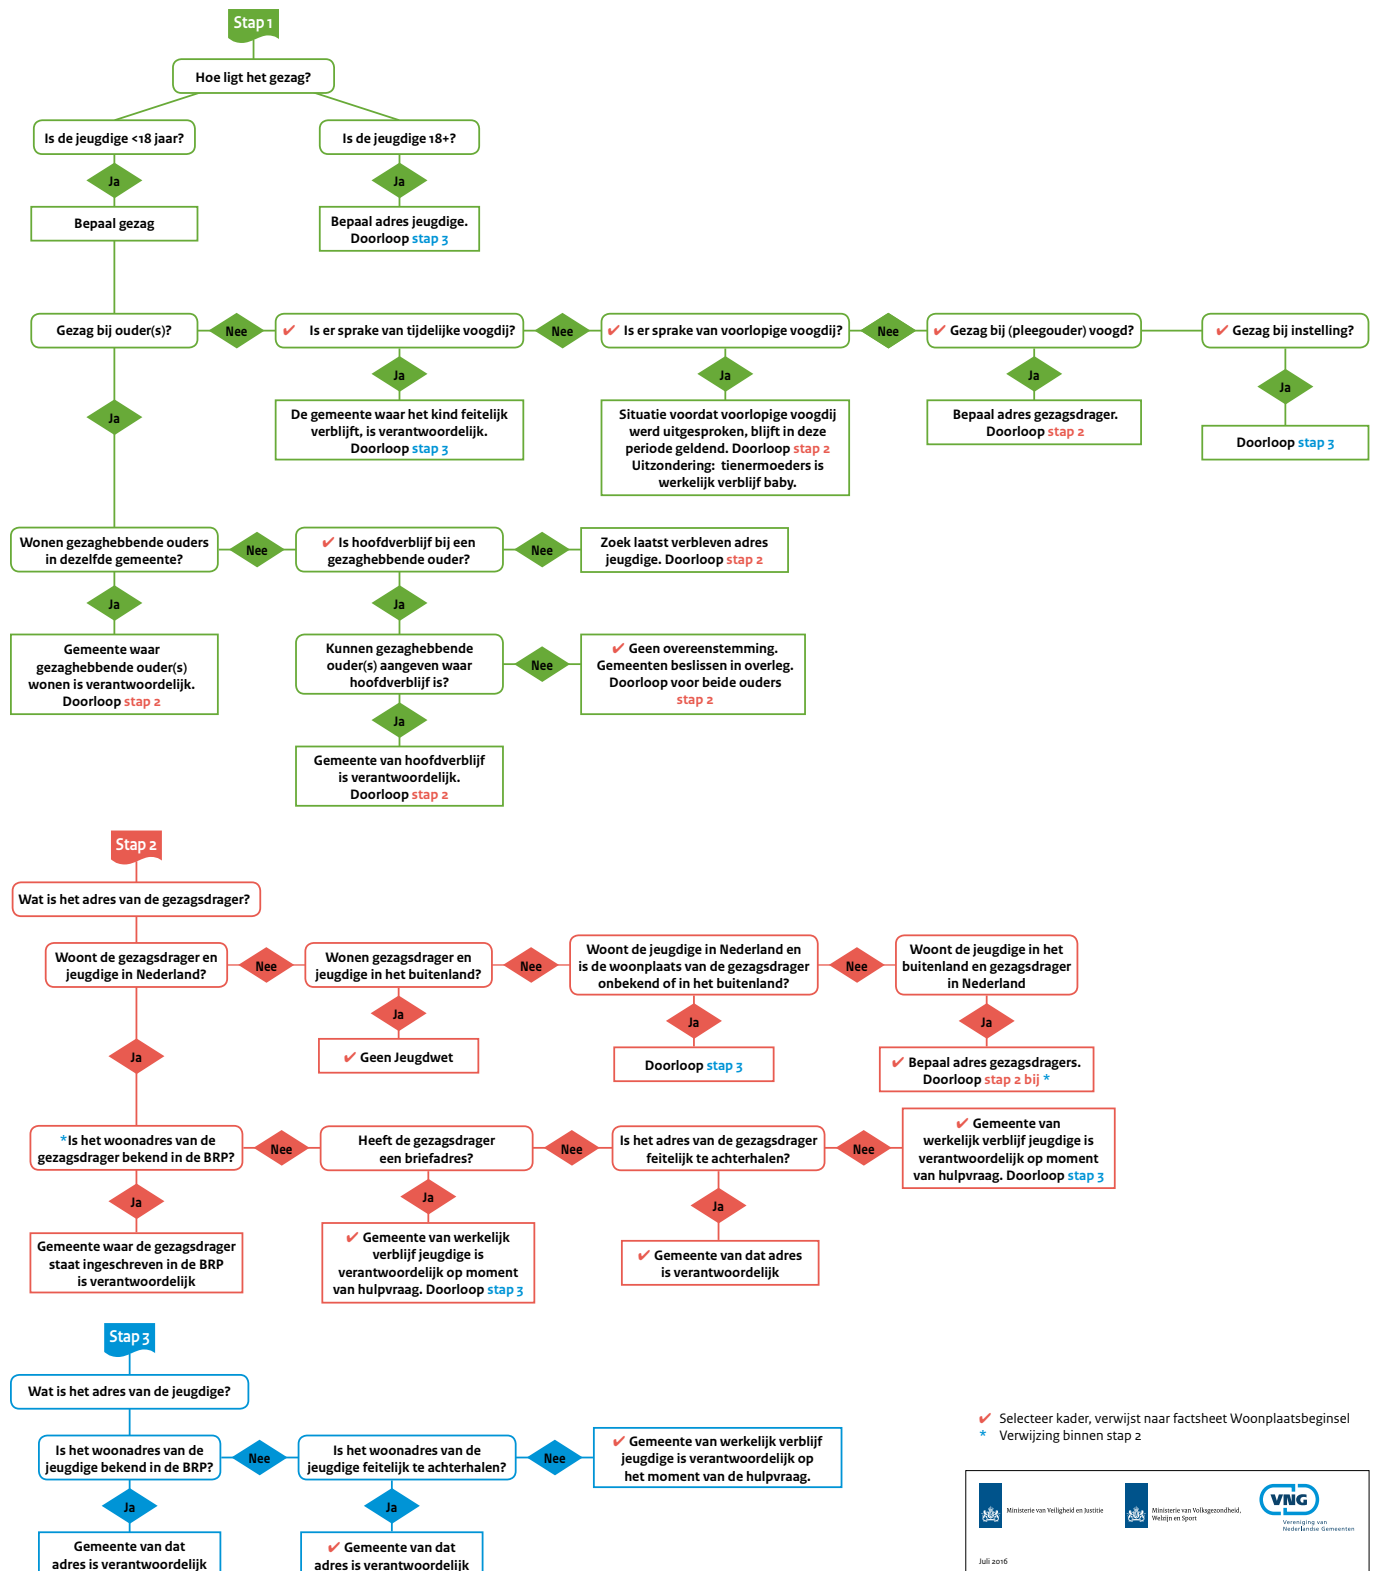 Stap 1
Hoe ligt het gezag?
Is de jeugdige <18 jaar?
Is de jeugdige 18+?
Ja
Ja
Bepaal gezag
Bepaal adres jeugdige.
Doorloop stap 3
Gezag bij ouder(s)?
Nee
✔ Is er sprake van tijdelijke voogdij?
Nee
✔ Is er sprake van voorlopige voogdij?
Nee
✔ Gezag bij (pleegouder) voogd?
✔ Gezag bij instelling?
Ja
Ja
Ja
Ja
Ja
De gemeente waar het kind feitelijk
verblijft, is verantwoordelijk.
Doorloop stap 3
Situatie voordat voorlopige voogdij
werd uitgesproken, blijft in deze
periode geldend. Doorloop stap 2
Uitzondering: tienermoeders is
werkelijk verblijf baby.
Bepaal adres gezagsdrager.
Doorloop stap 2
Doorloop stap 3
Wonen gezaghebbende ouders
in dezelfde gemeente?
Nee
✔ Is hoofdverblijf bij een
gezaghebbende ouder?
Nee
Zoek laatst verbleven adres
jeugdige. Doorloop stap 2
Ja
Ja
Gemeente waar
gezaghebbende ouder(s)
wonen is verantwoordelijk.
Doorloop stap 2
Kunnen gezaghebbende
ouder(s) aangeven waar
hoofdverblijf is?
Nee
✔ Geen overeenstemming.
Gemeenten beslissen in overleg.
Doorloop voor beide ouders
stap 2
Ja
Gemeente van hoofdverblijf
is verantwoordelijk.
Doorloop stap 2
Stap 2
Wat is het adres van de gezagsdrager?
Woont de gezagsdrager en
jeugdige in Nederland?
Nee
Wonen gezagsdrager en
jeugdige in het buitenland?
Nee
Woont de jeugdige in Nederland en
is de woonplaats van de gezagsdrager
onbekend of in het buitenland?
Nee
Woont de jeugdige in het
buitenland en gezagsdrager
in Nederland
Ja
Ja
Ja
Ja
✔ Geen Jeugdwet
Doorloop stap 3
✔ Bepaal adres gezagsdragers.
Doorloop stap 2 bij *
*Is het woonadres van de
gezagsdrager bekend in de BRP?
Nee
Heeft de gezagsdrager
een briefadres?
Nee
Is het adres van de gezagsdrager
feitelijk te achterhalen?
Nee
✔ Gemeente van
werkelijk verblijf jeugdige is
verantwoordelijk op moment
van hulpvraag. Doorloop stap 3
Ja
Ja
Ja
Gemeente waar de gezagsdrager
staat ingeschreven in de BRP
is verantwoordelijk
✔ Gemeente van werkelijk
verblijf jeugdige is
verantwoordelijk op moment
van hulpvraag. Doorloop stap 3
✔ Gemeente van dat adres
is verantwoordelijk
Stap 3
Wat is het adres van de jeugdige?
Is het woonadres van de
jeugdige bekend in de BRP?
Nee
Is het woonadres van de
jeugdige feitelijk te achterhalen?
Nee
✔ Gemeente van werkelijk verblijf
jeugdige is verantwoordelijk op
het moment van de hulpvraag.
Ja
Ja
Gemeente van dat
adres is verantwoordelijk
✔ Gemeente van dat
adres is verantwoordelijk
✔ Selecteer kader, verwijst naar factsheet Woonplaatsbeginsel
* Verwijzing binnen stap 2
Ministerie van Veiligheid en Justitie
Ministerie van Volksgezondheid,
Welzijn en Sport
VNG
Vereniging van
Nederlandse Gemeenten
Juli 2016